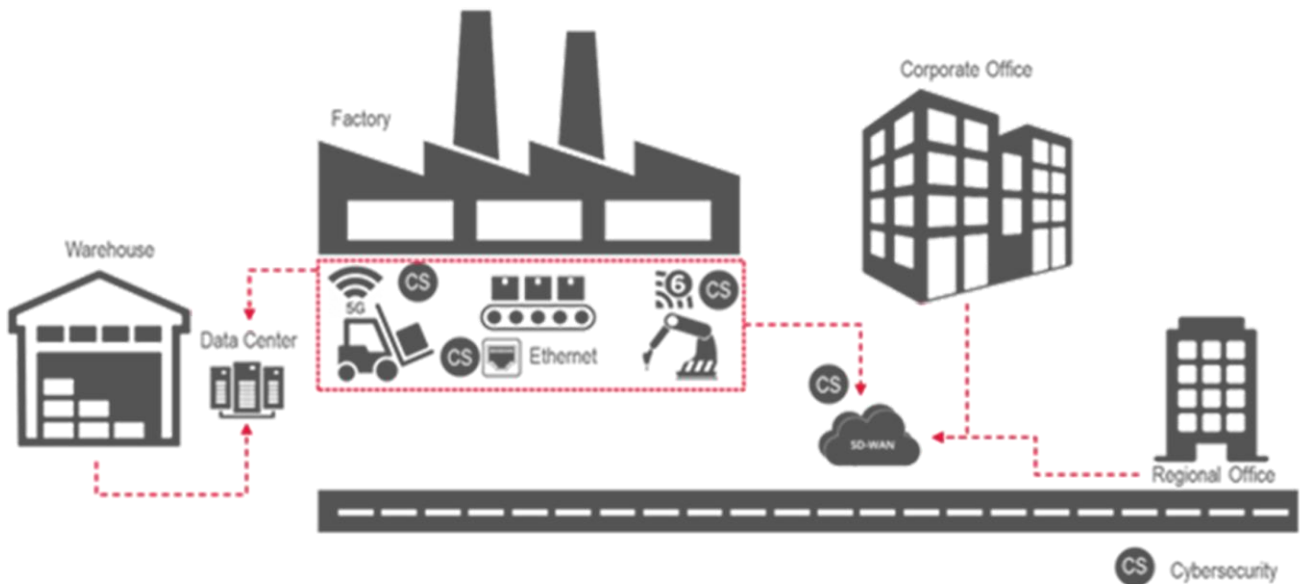 Corporate Office
Factory
Warehouse
CS
6
CS
5G
Data Center
CS
Ethernet
CS
SD-WAN
Regional Office
CS
Cybersecurity